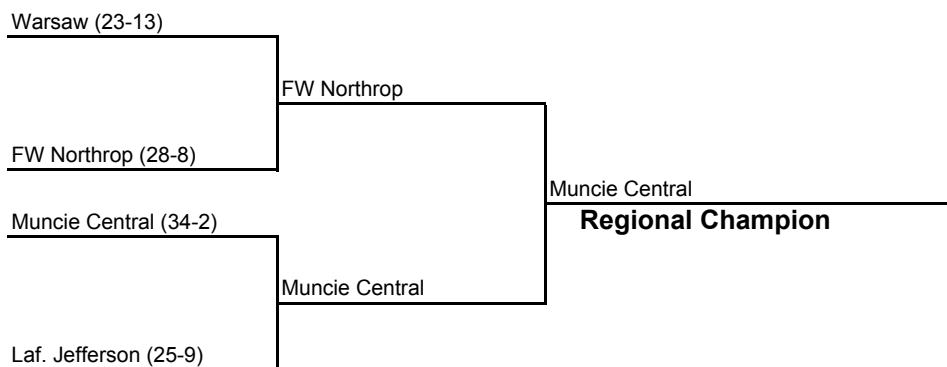 Warsaw (23-13)
FW Northrop
FW Northrop (28-8)
Muncie Central
Regional Champion
Muncie Central (34-2)
Muncie Central
Laf. Jefferson (25-9)